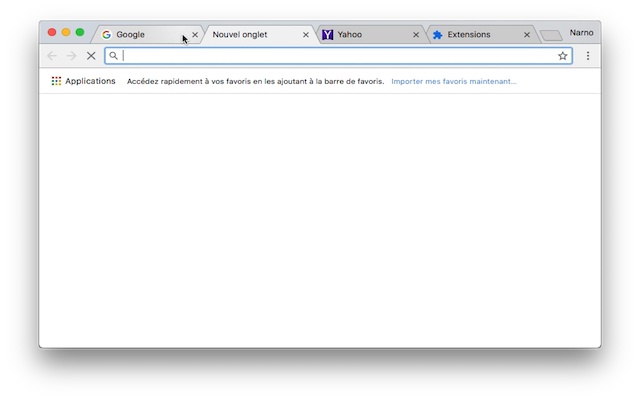 Google Nouvel onglet Yahoo Extensions Narno
Applications Accédez rapidement à vos favoris en les ajoutant à la barre de favoris. Importer mes favoris maintenant...